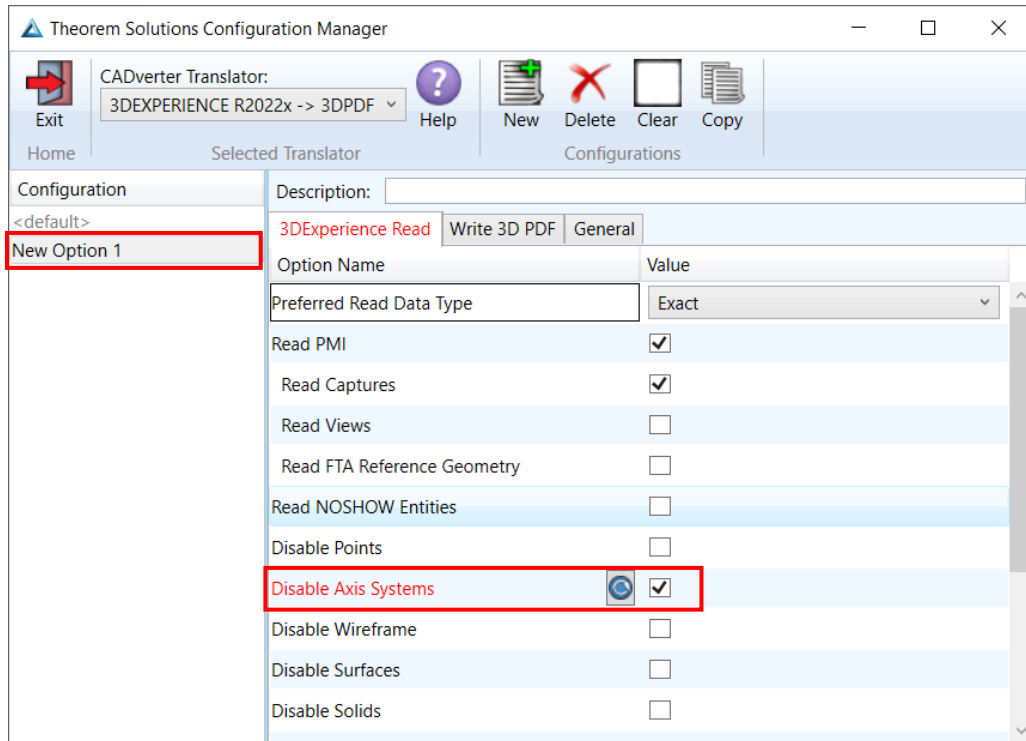 Theorem Solutions Configuration Manager
CADverter Translator:
3DEXPERIENCE R2022x -> 3DPDF
Exit
Help
New
Delete
Clear
Copy
Home
Selected Translator
Configurations
Configuration
<default>
New Option 1
Description:
3DExperience Read
Write 3D PDF
General
Option Name
Value
Preferred Read Data Type
Exact
Read PMI
Read Captures
Read Views
Read FTA Reference Geometry
Read NOSHOW Entities
Disable Points
Disable Axis Systems
Disable Wireframe
Disable Surfaces
Disable Solids